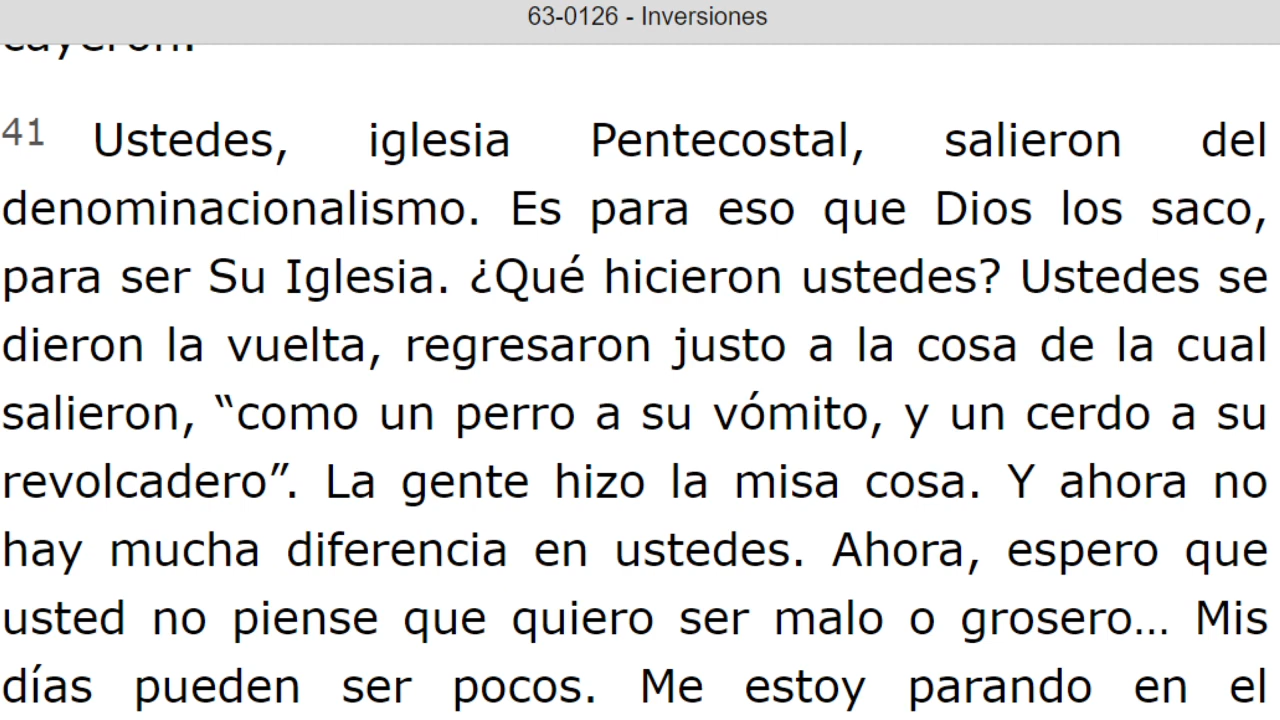 63-0126 - Inversiones
cayeron.
41 Ustedes, iglesia Pentecostal, salieron del
denominacionalismo. Es para eso que Dios los saco,
para ser Su Iglesia. ¿Qué hicieron ustedes? Ustedes se
dieron la vuelta, regresaron justo a la cosa de la cual
salieron, “como un perro a su vómito, y un cerdo a su
revolcadero”. La gente hizo la misa cosa. Y ahora no
hay mucha diferencia en ustedes. Ahora, espero que
usted no piense que quiero ser malo o grosero… Mis
días pueden ser pocos. Me estoy parando en el